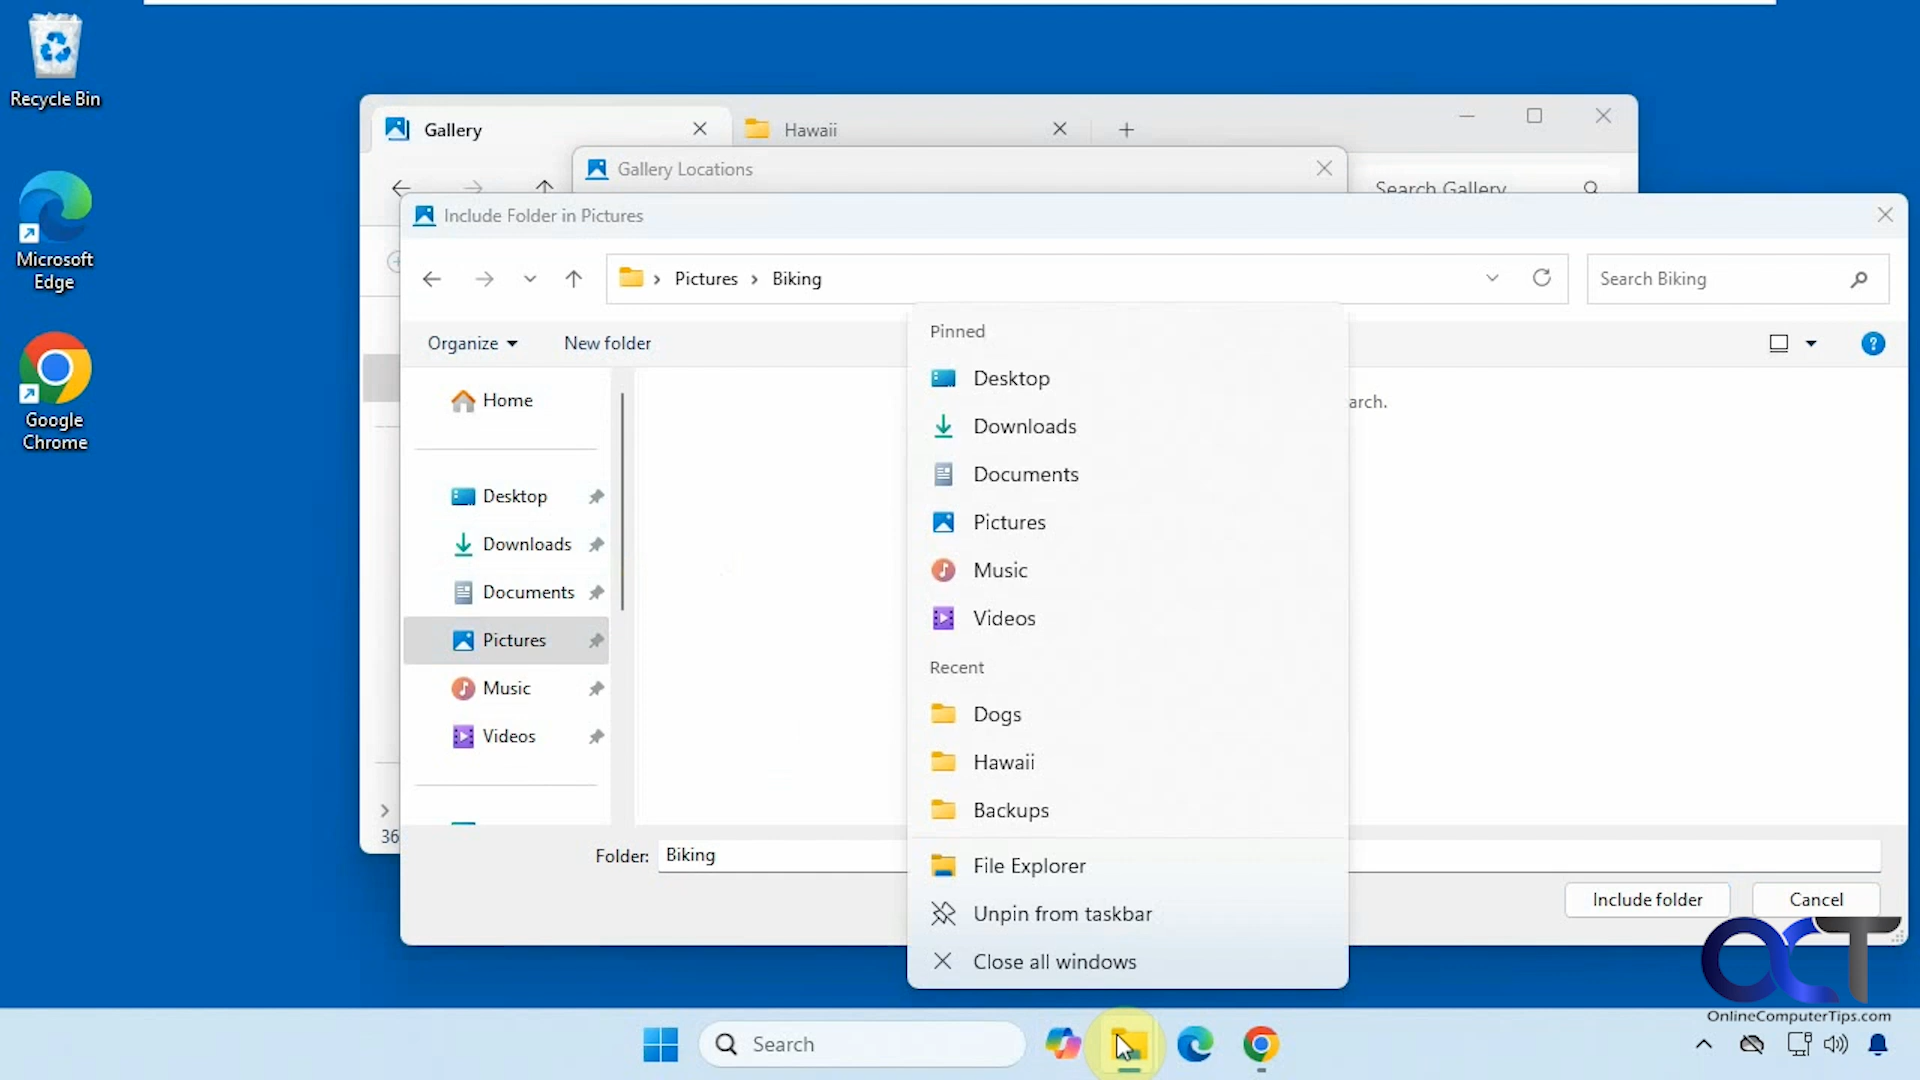 Recycle Bin
Microsoft
Edge
Google
Chrome
Gallery
Hawaii
Gallery Locations
Search Gallery
Include Folder in Pictures
Pictures
Biking
Search Biking
Organize
New folder
Home
Desktop
Downloads
Documents
Pictures
Music
Videos
arch.
Pinned
Desktop
Downloads
Documents
Pictures
Music
Videos
Recent
Dogs
Hawaii
Backups
File Explorer
Unpin from taskbar
Close all windows
36
Folder:
Biking
Include folder
Cancel
OCT
OnlineComputerTips.com
Search